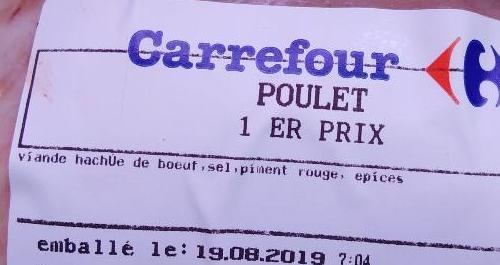 Carrefour
POULET
1 ER PRIX
viande hachUe de boeuf,sel,piment rouge, epices
emballé le: 19.08.2019 7:04